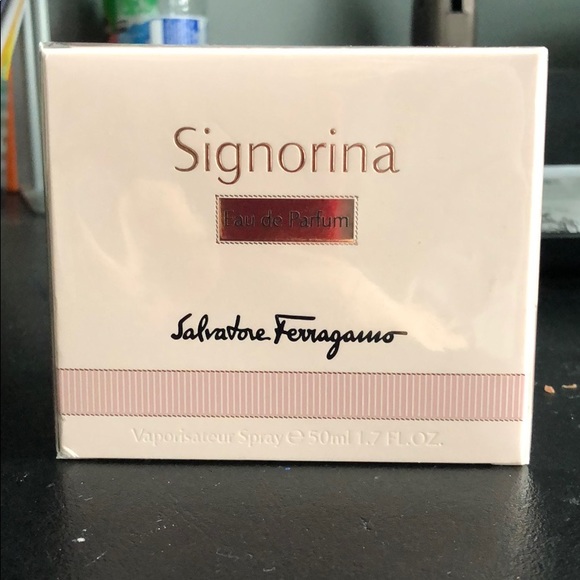 Signorina
Eau de Parfum
Salvatore Ferragamo
Vaporisateur Spray ℮ 50ml 1.7 FL.OZ.